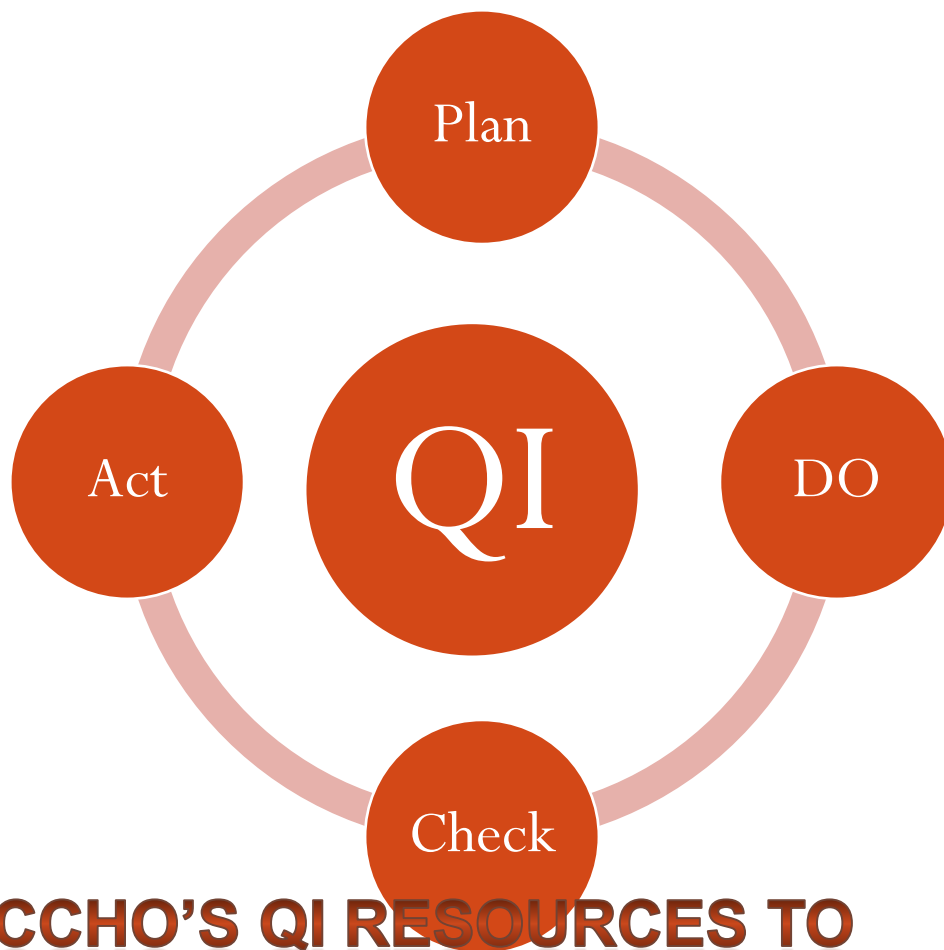 Plan
DO
QI
Act
Check
CCHO’S QI RESOURCES TO